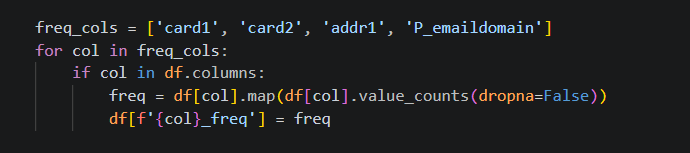 freq_cols = ['card1', 'card2', 'addr1', 'P_emaildomain']
for col in freq_cols:
    if col in df.columns:
        freq = df[col].map(df[col].value_counts(dropna=False))
        df[f'{col}_freq'] = freq